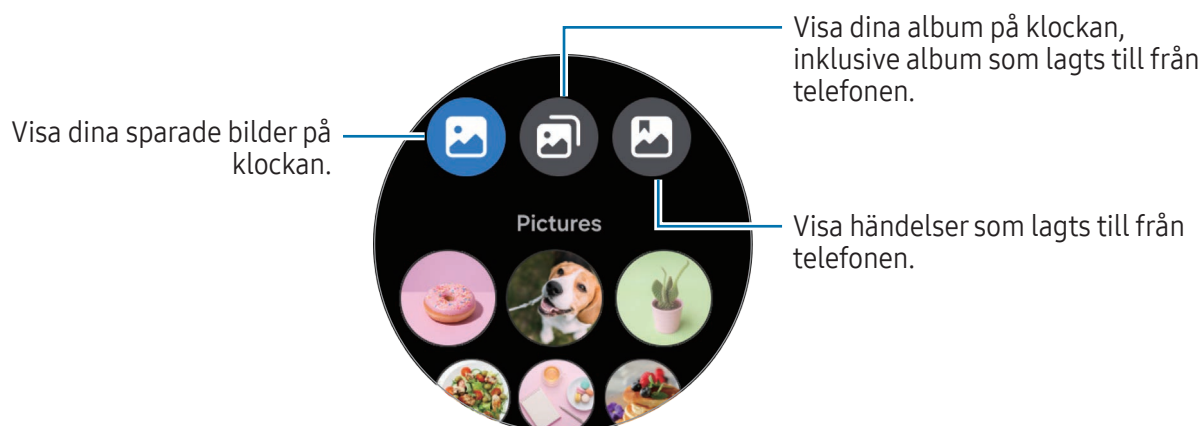 Visa dina album på klockan,
inklusive album som lagts till från
telefonen.
Visa dina sparade bilder på
klockan.
Pictures
Visa händelser som lagts till från
telefonen.